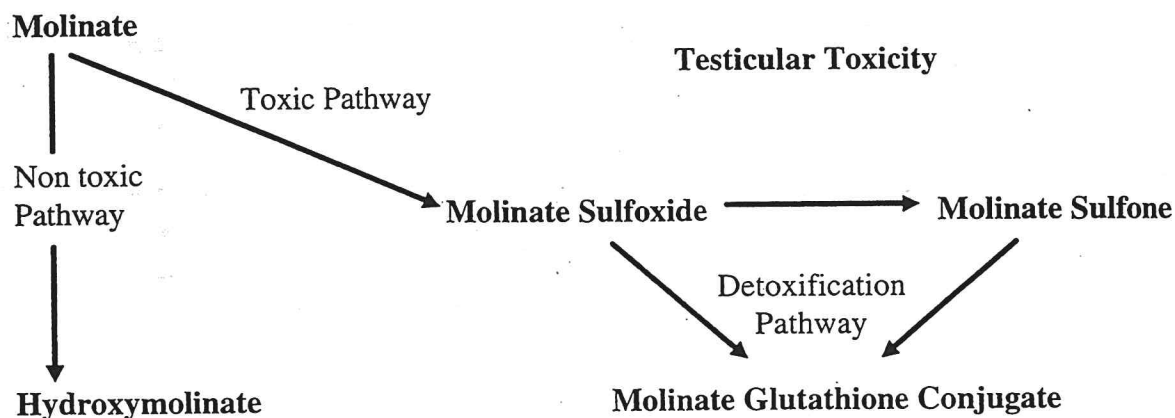 Molinate
Testicular Toxicity
Toxic Pathway
Non toxic
Pathway
Molinate Sulfoxide
Molinate Sulfone
Detoxification
Pathway
Hydroxymolinate
Molinate Glutathione Conjugate